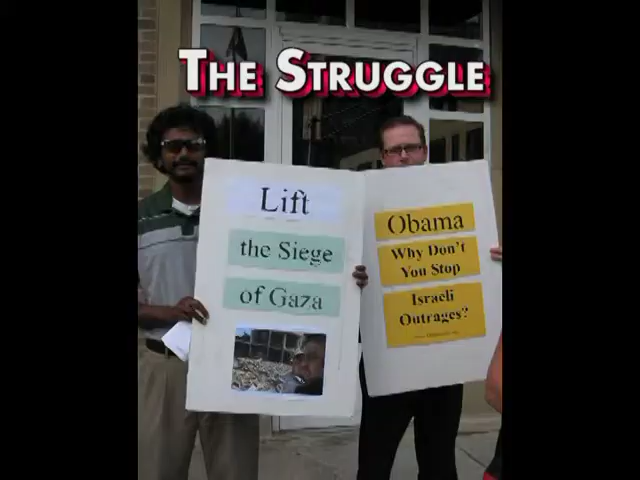 The Struggle
Lift
the Siege
of Gaza
Obama
Why Don't
You Stop
Israeli
Outrages?